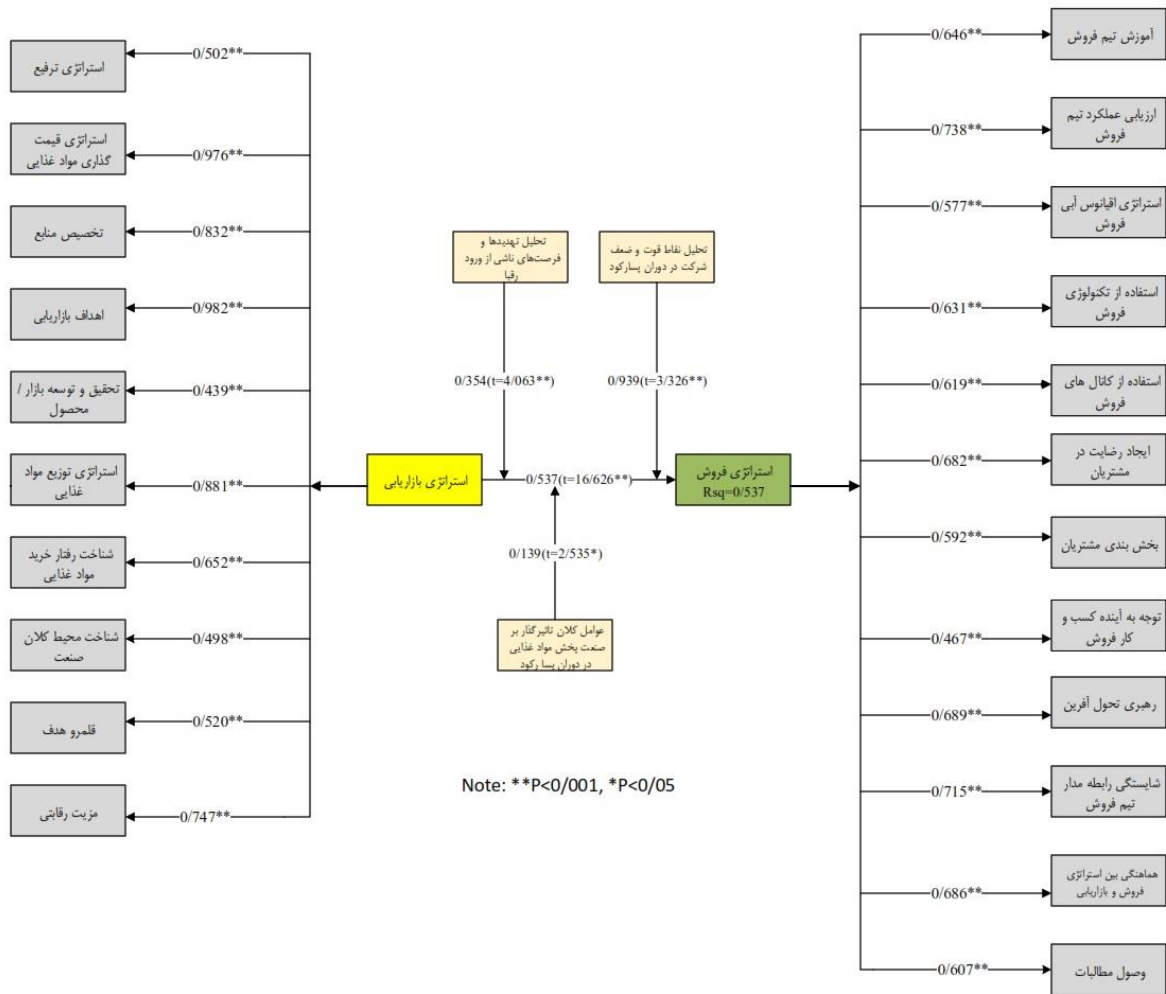 استراتژی ترفیع
0/502**
استراتژی قیمت
گذاری مواد غذایی
0/976**
تخصیص منابع
0/832**
اهداف بازاریابی
0/982**
تحقیق و توسعه بازار /
محصول
0/439**
استراتژی توزیع مواد
غذایی
0/881**
شناخت رفتار خرید
مواد غذایی
0/652**
شناخت محیط کلان
صنعت
0/498**
قلمرو هدف
0/520**
مزیت رقابتی
0/747**
تحلیل تهدیدها و
فرصت‌های ناشی از ورود
رقبا
0/354(t=4/063**)
تحلیل نقاط قوت و ضعف
شرکت در دوران پسارکود
0/939(t=3/326**)
استراتژی بازاریابی
0/537(t=16/626**)
استراتژی فروش
Rsq=0/537
0/139(t=2/535*)
عوامل کلان تاثیرگذار بر
صنعت پخش مواد غذایی
در دوران پسا رکود
Note: **P<0/001, *P<0/05
0/646**
آموزش تیم فروش
0/738**
ارزیابی عملکرد تیم
فروش
0/577**
استراتژی اقیانوس آبی
فروش
0/631**
استفاده از تکنولوژی
فروش
0/619**
استفاده از کانال های
فروش
0/682**
ایجاد رضایت در
مشتریان
0/592**
بخش بندی مشتریان
0/467**
توجه به آینده کسب و
کار فروش
0/689**
رهبری تحول آفرین
0/715**
شایستگی رابطه مدار
تیم فروش
0/686**
هماهنگی بین استراتژی
فروش و بازاریابی
0/607**
وصول مطالبات